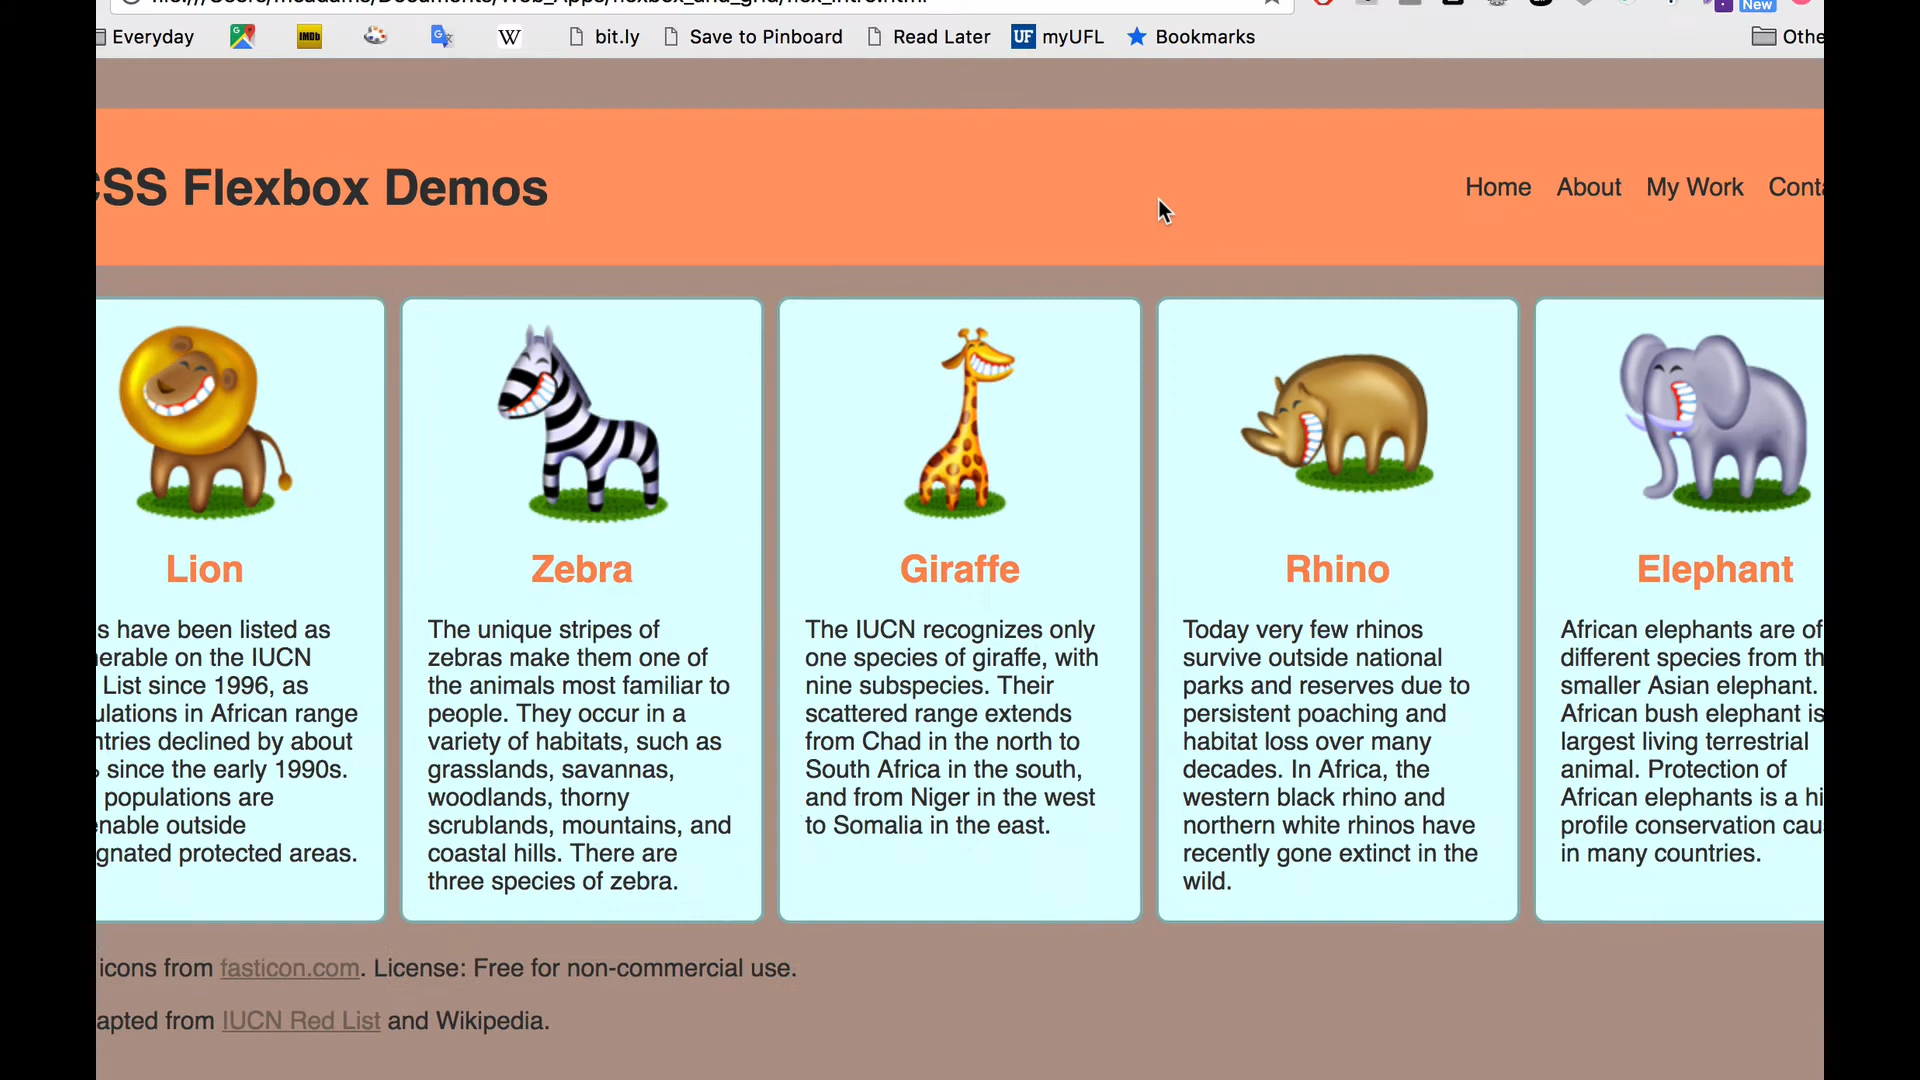 Everyday IMDb W bit.ly Save to Pinboard Read Later UF myUFL Bookmarks
New
CSS Flexbox Demos
Home About My Work
Lion
s have been listed as
erable on the IUCN
List since 1996, as
ulations in African range
ntries declined by about
since the early 1990s.
populations are
enable outside
gnated protected areas.
Zebra
The unique stripes of
zebras make them one of
the animals most familiar to
people. They occur in a
variety of habitats, such as
grasslands, savannas,
woodlands, thorny
scrublands, mountains, and
coastal hills. There are
three species of zebra.
Giraffe
The IUCN recognizes only
one species of giraffe, with
nine subspecies. Their
scattered range extends
from Chad in the north to
South Africa in the south,
and from Niger in the west
to Somalia in the east.
Rhino
Today very few rhinos
survive outside national
parks and reserves due to
persistent poaching and
habitat loss over many
decades. In Africa, the
western black rhino and
northern white rhinos have
recently gone extinct in the
wild.
Elephant
African elephants are of
different species from th
smaller Asian elephant.
African bush elephant is
largest living terrestrial
animal. Protection of
African elephants is a hi
profile conservation cau
in many countries.
icons from fasticon.com. License: Free for non-commercial use.
apted from IUCN Red List and Wikipedia.